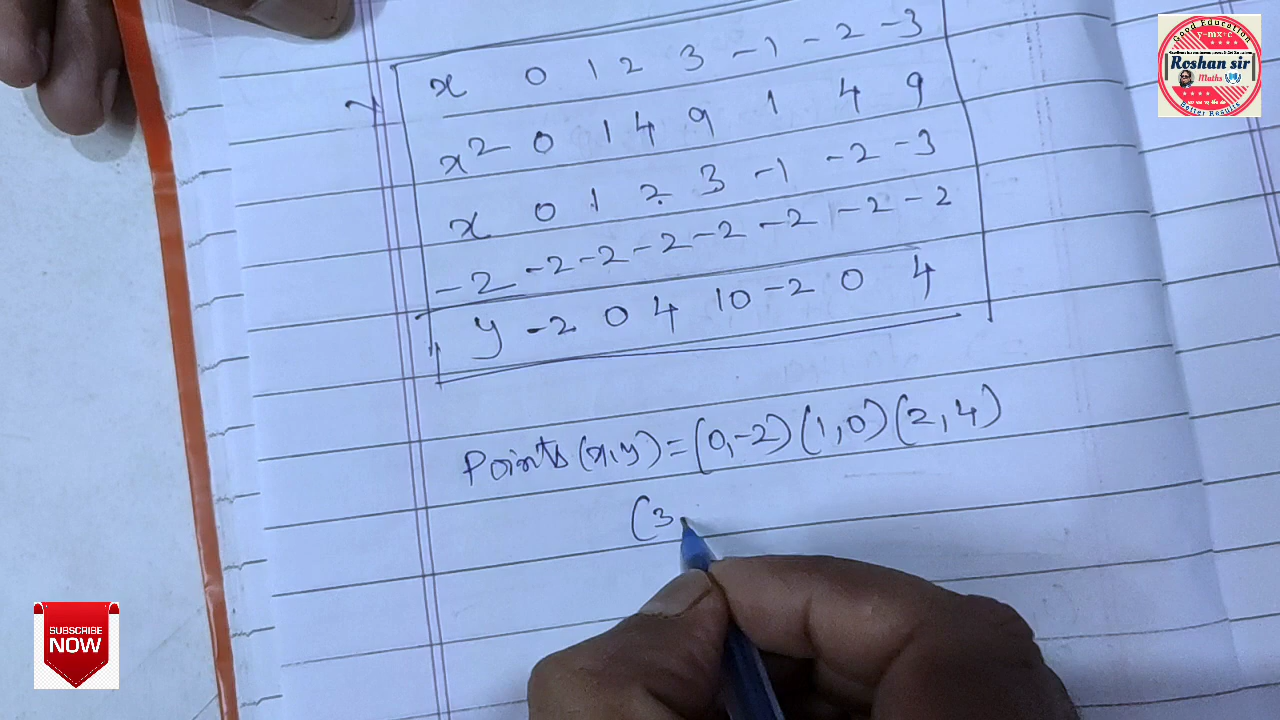 x 0 1 2 3 -1 -2 -3
x² 0 1 4 9 1 4 9
x 0 1 2 3 -1 -2 -3
-2 -2 -2 -2 -2 -2 -2 -2
y -2 0 4 10 -2 0 4
Points (x,y) = (0,-2) (1,0) (2,4)
(3
Good Education
y=mx+c
Roshan sir
Maths
Better Results
SUBSCRIBE
NOW